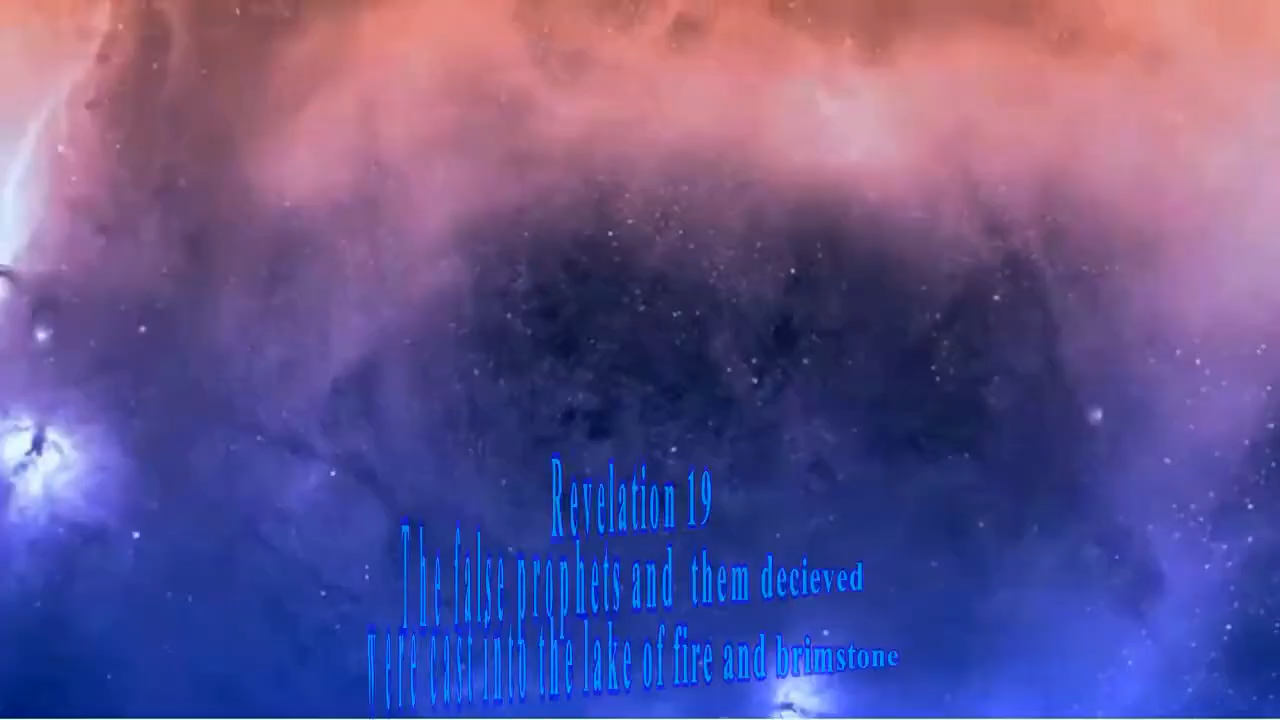 Revelation 19
The false prophets and them decieved
were cast into the lake of fire and brimstone